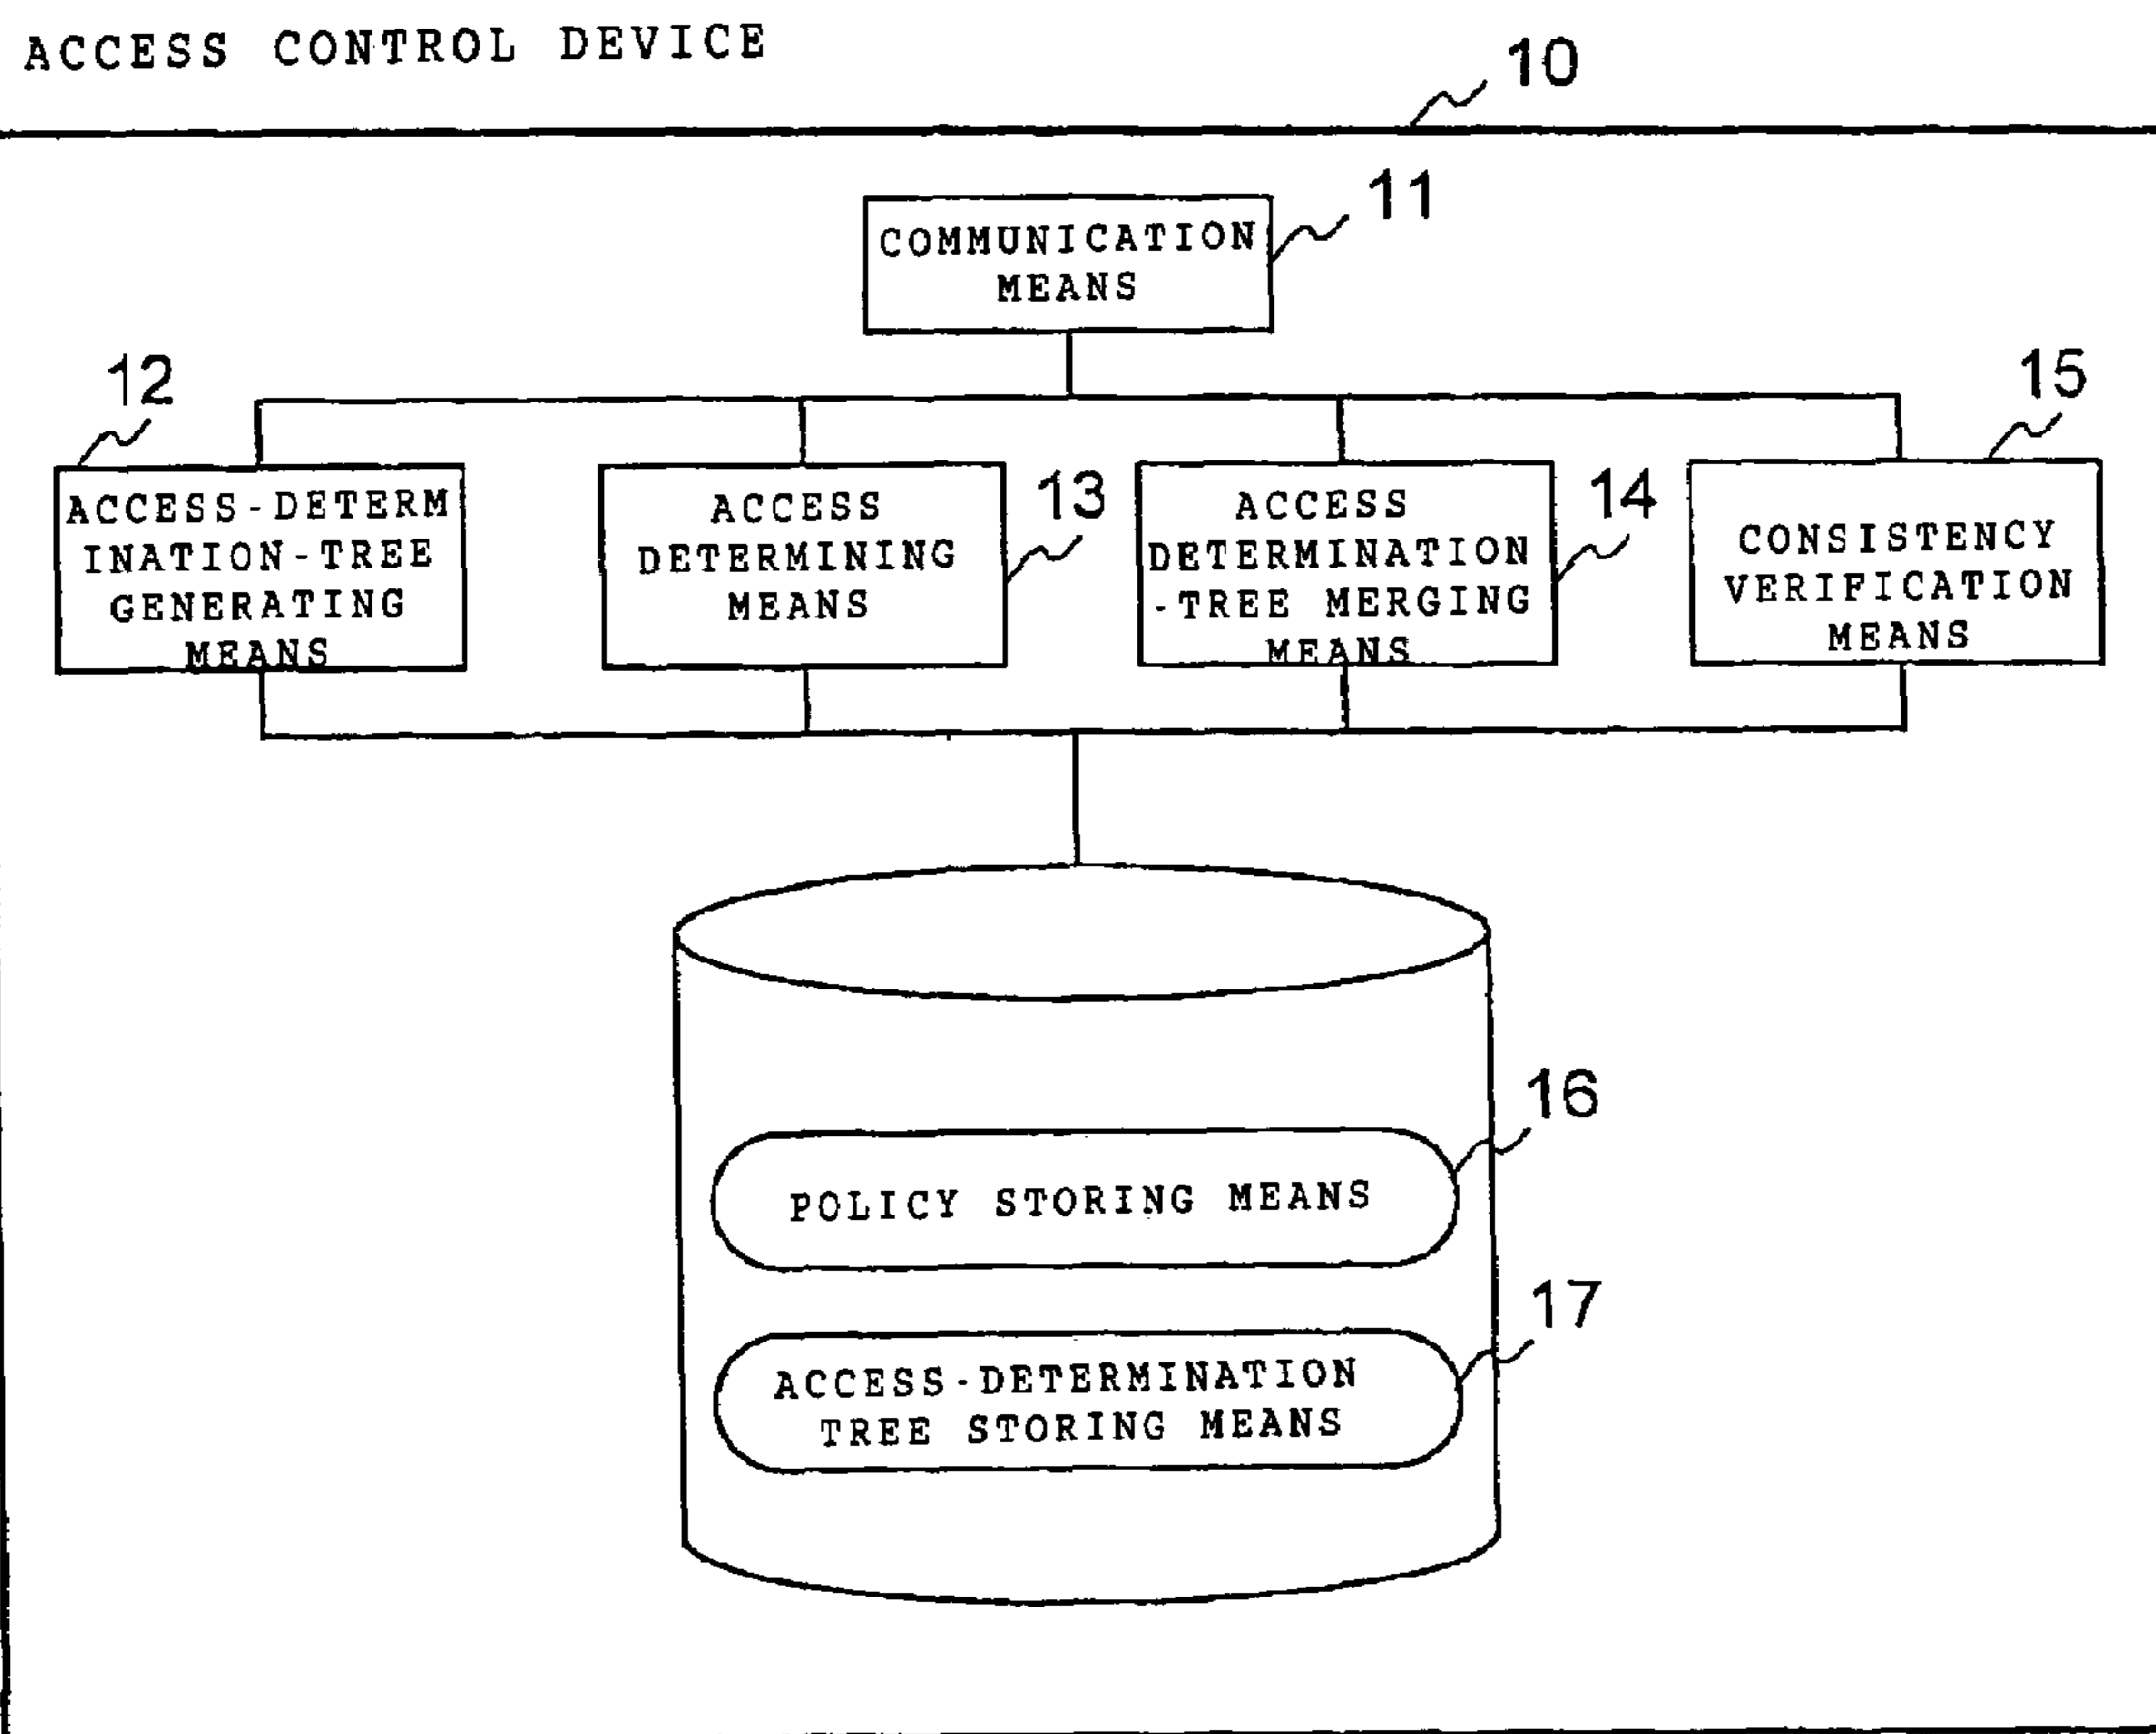 ACCESS CONTROL DEVICE
10
COMMUNICATION
MEANS
11
12
ACCESS-DETERM
INATION-TREE
GENERATING
MEANS
ACCESS
DETERMINING
MEANS
13
ACCESS
DETERMINATION
-TREE MERGING
MEANS
14
15
CONSISTENCY
VERIFICATION
MEANS
16
POLICY STORING MEANS
17
ACCESS-DETERMINATION
TREE STORING MEANS